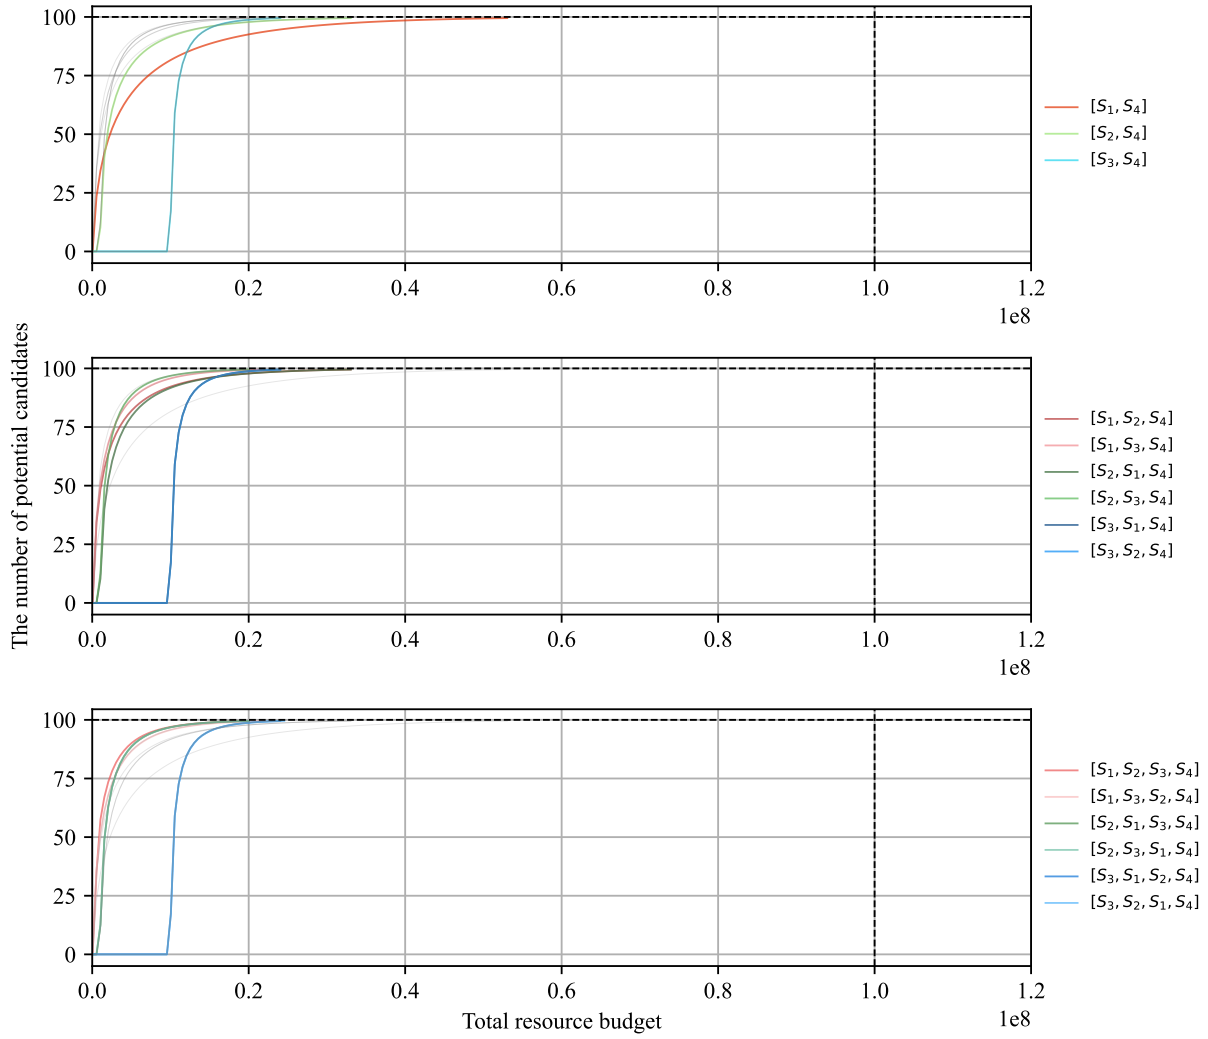 100
75
50
25
0
0.0 0.2 0.4 0.6 0.8 1.0 1.2
1e8
[S₁, S₄]
[S₂, S₄]
[S₃, S₄]
The number of potential candidates
100
75
50
25
0
0.0 0.2 0.4 0.6 0.8 1.0 1.2
1e8
[S₁, S₂, S₄]
[S₁, S₃, S₄]
[S₂, S₁, S₄]
[S₂, S₃, S₄]
[S₃, S₁, S₄]
[S₃, S₂, S₄]
100
75
50
25
0
0.0 0.2 0.4 0.6 0.8 1.0 1.2
1e8
[S₁, S₂, S₃, S₄]
[S₁, S₃, S₂, S₄]
[S₂, S₁, S₃, S₄]
[S₂, S₃, S₁, S₄]
[S₃, S₁, S₂, S₄]
[S₃, S₂, S₁, S₄]
Total resource budget